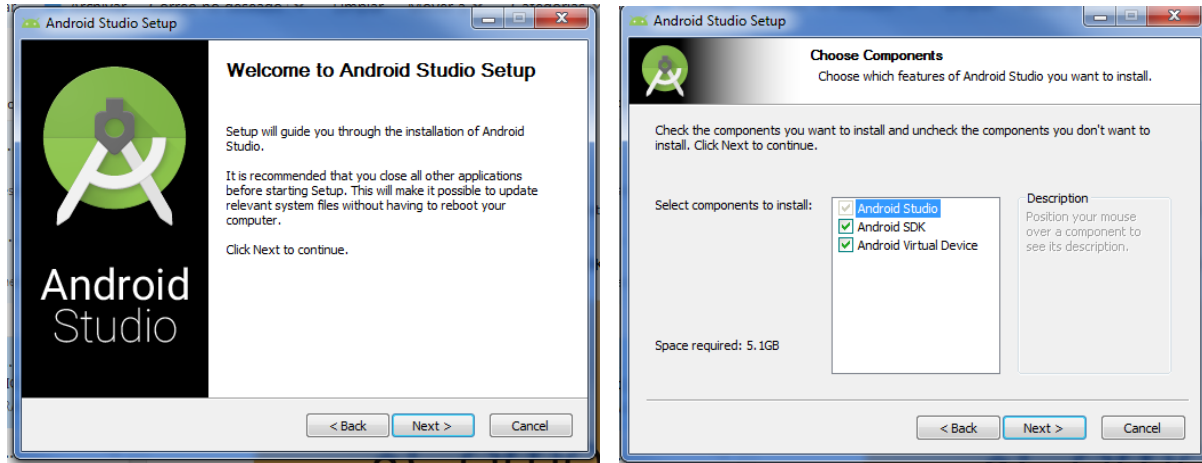 Android Studio Setup
Welcome to Android Studio Setup
Setup will guide you through the installation of Android
Studio.
It is recommended that you close all other applications
before starting Setup. This will make it possible to update
relevant system files without having to reboot your
computer.
Click Next to continue.
Android
Studio
< Back
Next >
Cancel
Android Studio Setup
Choose Components
Choose which features of Android Studio you want to install.
Check the components you want to install and uncheck the components you don't want to
install. Click Next to continue.
Select components to install:
Android Studio
Android SDK
Android Virtual Device
Description
Position your mouse
over a component to
see its description.
Space required: 5.1GB
< Back
Next >
Cancel